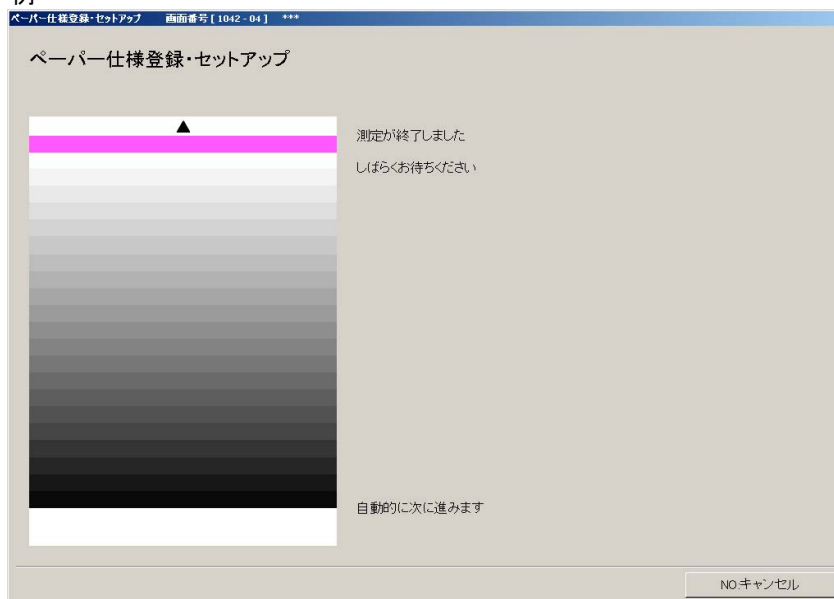 例
ペーパー仕様登録・セットアップ 画面番号 [ 1042 - 04 ] ***
ペーパー仕様登録・セットアップ
▲
測定が終了しました
しばらくお待ちください
自動的に次に進みます
NO.キャンセル